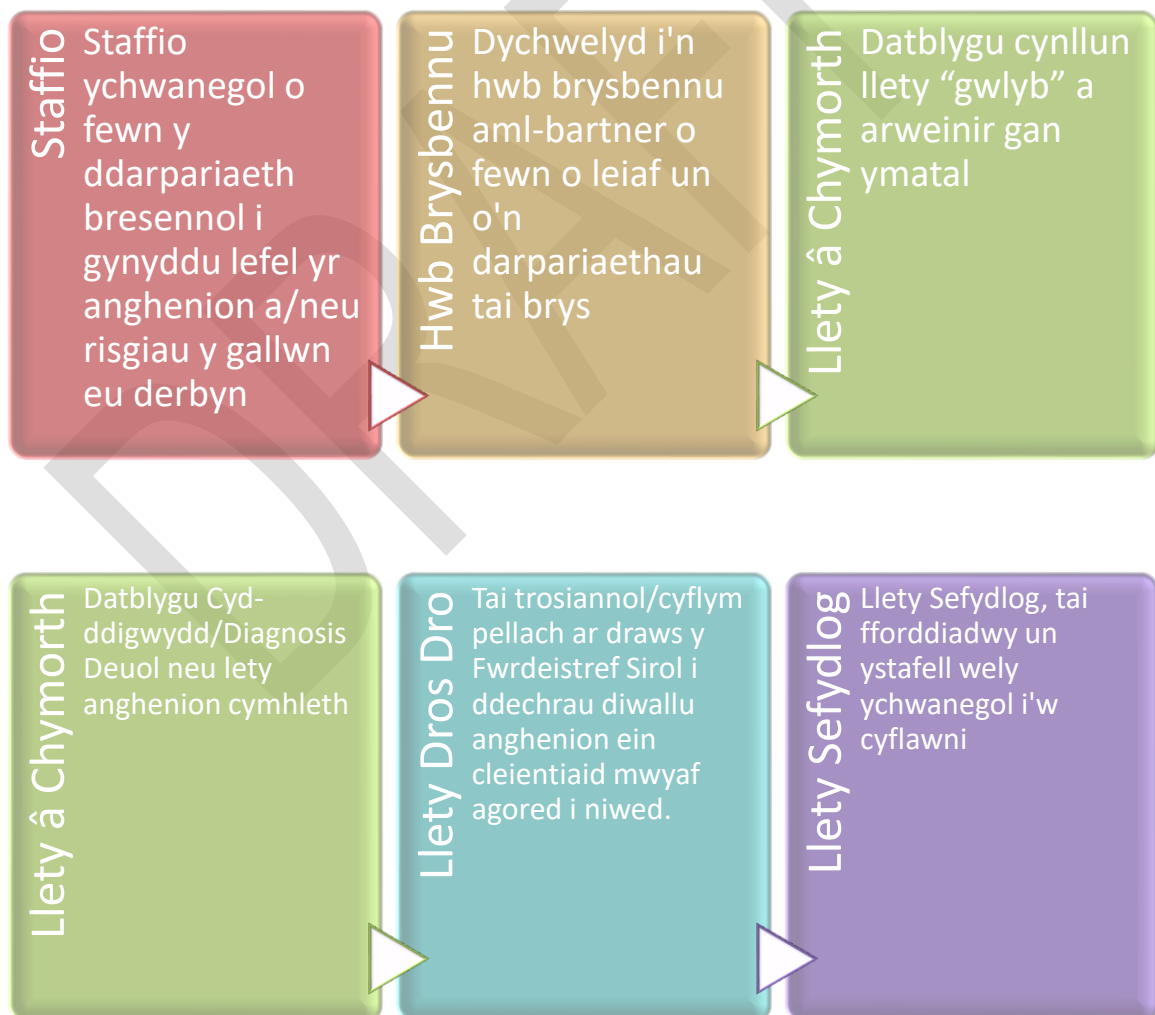 Staffio
Staffio
ychwanegol o
fewn y
ddarpariaeth
bresennol i
gynyddu lefel yr
anghenion a/neu
risgiau y gallwn
eu derbyn
Hwb Brysbennu
Dychwelyd i'n
hwb brysbennu
aml-bartner o
fewn o leiaf un
o'n
darpariaethau
tai brys
Llety â Chymorth
Datblygu cynllun
llety “gwlyb” a
arweinir gan
ymatal
Llety â Chymorth
Datblygu Cyd-
ddigwydd/Diagnosis
Deuol neu lety
anghenion cymhleth
Llety Dros Dro
Tai trosiannol/cyflym
pellach ar draws y
Fwrdeistref Sirol i
ddechrau diwallu
anghenion ein
cleientiaid mwyaf
agored i niwed.
Llety Sefydlog
Llety Sefydlog, tai
fforddiadwy un
ystafell wely
ychwanegol i'w
cyflawni
DRAFT